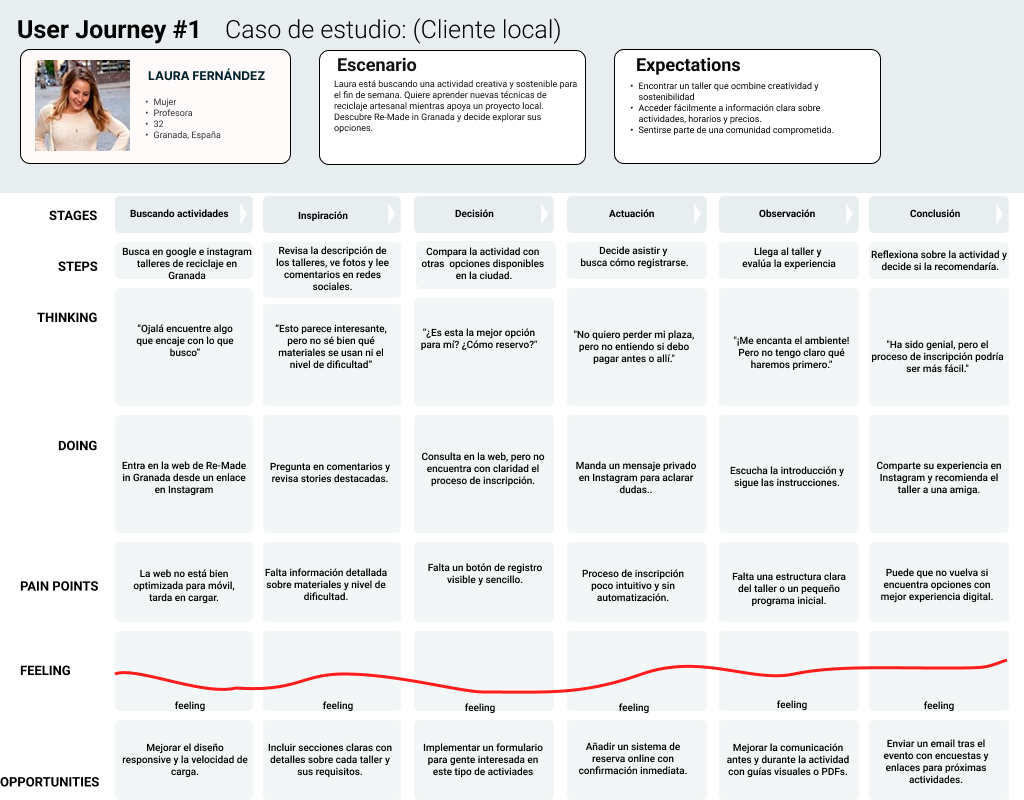 User Journey #1 Caso de estudio: (Cliente local)
LAURA FERNÁNDEZ
• Mujer
• Profesora
• 32
• Granada, España
Escenario
Laura está buscando una actividad creativa y sostenible para
el fin de semana. Quiere aprender nuevas técnicas de
reciclaje artesanal mientras apoya un proyecto local.
Descubre Re-Made in Granada y decide explorar sus
opciones.
Expectations
• Encontrar un taller que ocmbine creatividad y
sostenibilidad
• Acceder fácilmente a información clara sobre
actividades, horarios y precios.
• Sentirse parte de una comunidad comprometida.
STAGES
Buscando actividades
Inspiración
Decisión
Actuación
Observación
Conclusión
STEPS
Busca en google e instagram
talleres de reciclaje en
Granada
Revisa la descripción de
los talleres, ve fotos y lee
comentarios en redes
sociales.
Compara la actividad con
otras opciones disponibles
en la ciudad.
Decide asistir y
busca cómo registrarse.
Llega al taller y
evalúa la experiencia
Reflexiona sobre la actividad y
decide si la recomendaría.
THINKING
“Ojalá encuentre algo
que encaje con lo que
busco”
“Esto parece interesante,
pero no sé bien qué
materiales se usan ni el
nivel de dificultad”
"¿Es esta la mejor opción
para mí? ¿Cómo reservo?"
"No quiero perder mi plaza,
pero no entiendo si debo
pagar antes o allí."
"¡Me encanta el ambiente!
Pero no tengo claro qué
haremos primero."
"Ha sido genial, pero el
proceso de inscripción podría
ser más fácil."
DOING
Entra en la web de Re-Made
in Granada desde un enlace
en Instagram
Pregunta en comentarios y
revisa stories destacadas.
Consulta en la web, pero no
encuentra con claridad el
proceso de inscripción.
Manda un mensaje privado
en Instagram para aclarar
dudas..
Escucha la introducción y
sigue las instrucciones.
Comparte su experiencia en
Instagram y recomienda el
taller a una amiga.
PAIN POINTS
La web no está bien
optimizada para móvil,
tarda en cargar.
Falta información detallada
sobre materiales y nivel de
dificultad.
Falta un botón de registro
visible y sencillo.
Proceso de inscripción
poco intuitivo y sin
automatización.
Falta una estructura clara
del taller o un pequeño
programa inicial.
Puede que no vuelva si
encuentra opciones con
mejor experiencia digital.
FEELING
feeling
feeling
feeling
feeling
feeling
feeling
OPPORTUNITIES
Mejorar el diseño
responsive y la velocidad de
carga.
Incluir secciones claras con
detalles sobre cada taller y
sus requisitos.
Implementar un formulario
para gente interesada en
este tipo de activiades
Añadir un sistema de
reserva online con
confirmación inmediata.
Mejorar la comunicación
antes y durante la actividad
con guías visuales o PDFs.
Enviar un email tras el
evento con encuestas y
enlaces para próximas
actividades.